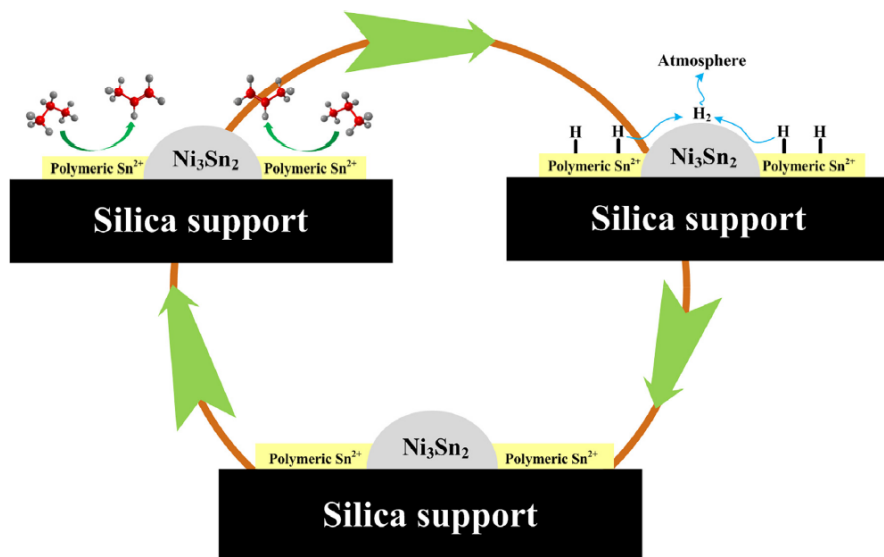 Atmosphere
H₂
H H H H
Polymeric Sn²⁺ Ni₃Sn₂ Polymeric Sn²⁺
Silica support
Polymeric Sn²⁺ Ni₃Sn₂ Polymeric Sn²⁺
Silica support
Polymeric Sn²⁺ Ni₃Sn₂ Polymeric Sn²⁺
Silica support